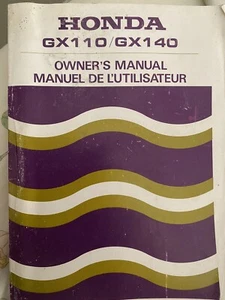 HONDA
GX110/GX140
OWNER'S MANUAL
MANUEL DE L'UTILISATEUR